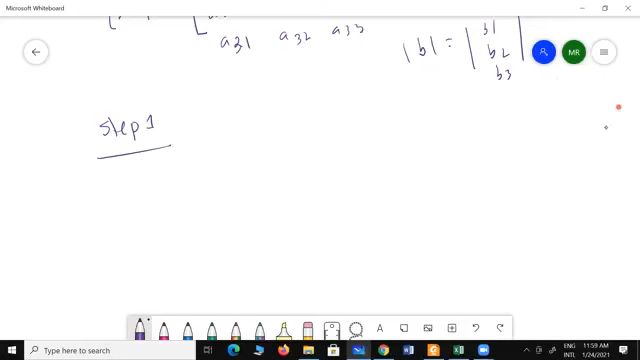 Microsoft Whiteboard
a31 a32 a33
|b| = | b1
b2
b3 |
MR
Step 1
A
Type here to search
ENG
INTL
11:59 AM
1/24/2021